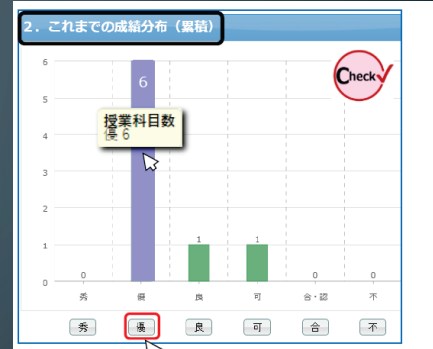 2．これまでの成績分布（累積）
Check
6
5
4
3
2
1
0
6
授業科目数
優 6
0
1
1
0
0
秀
優
良
可
合・認
不
秀
優
良
可
合
不